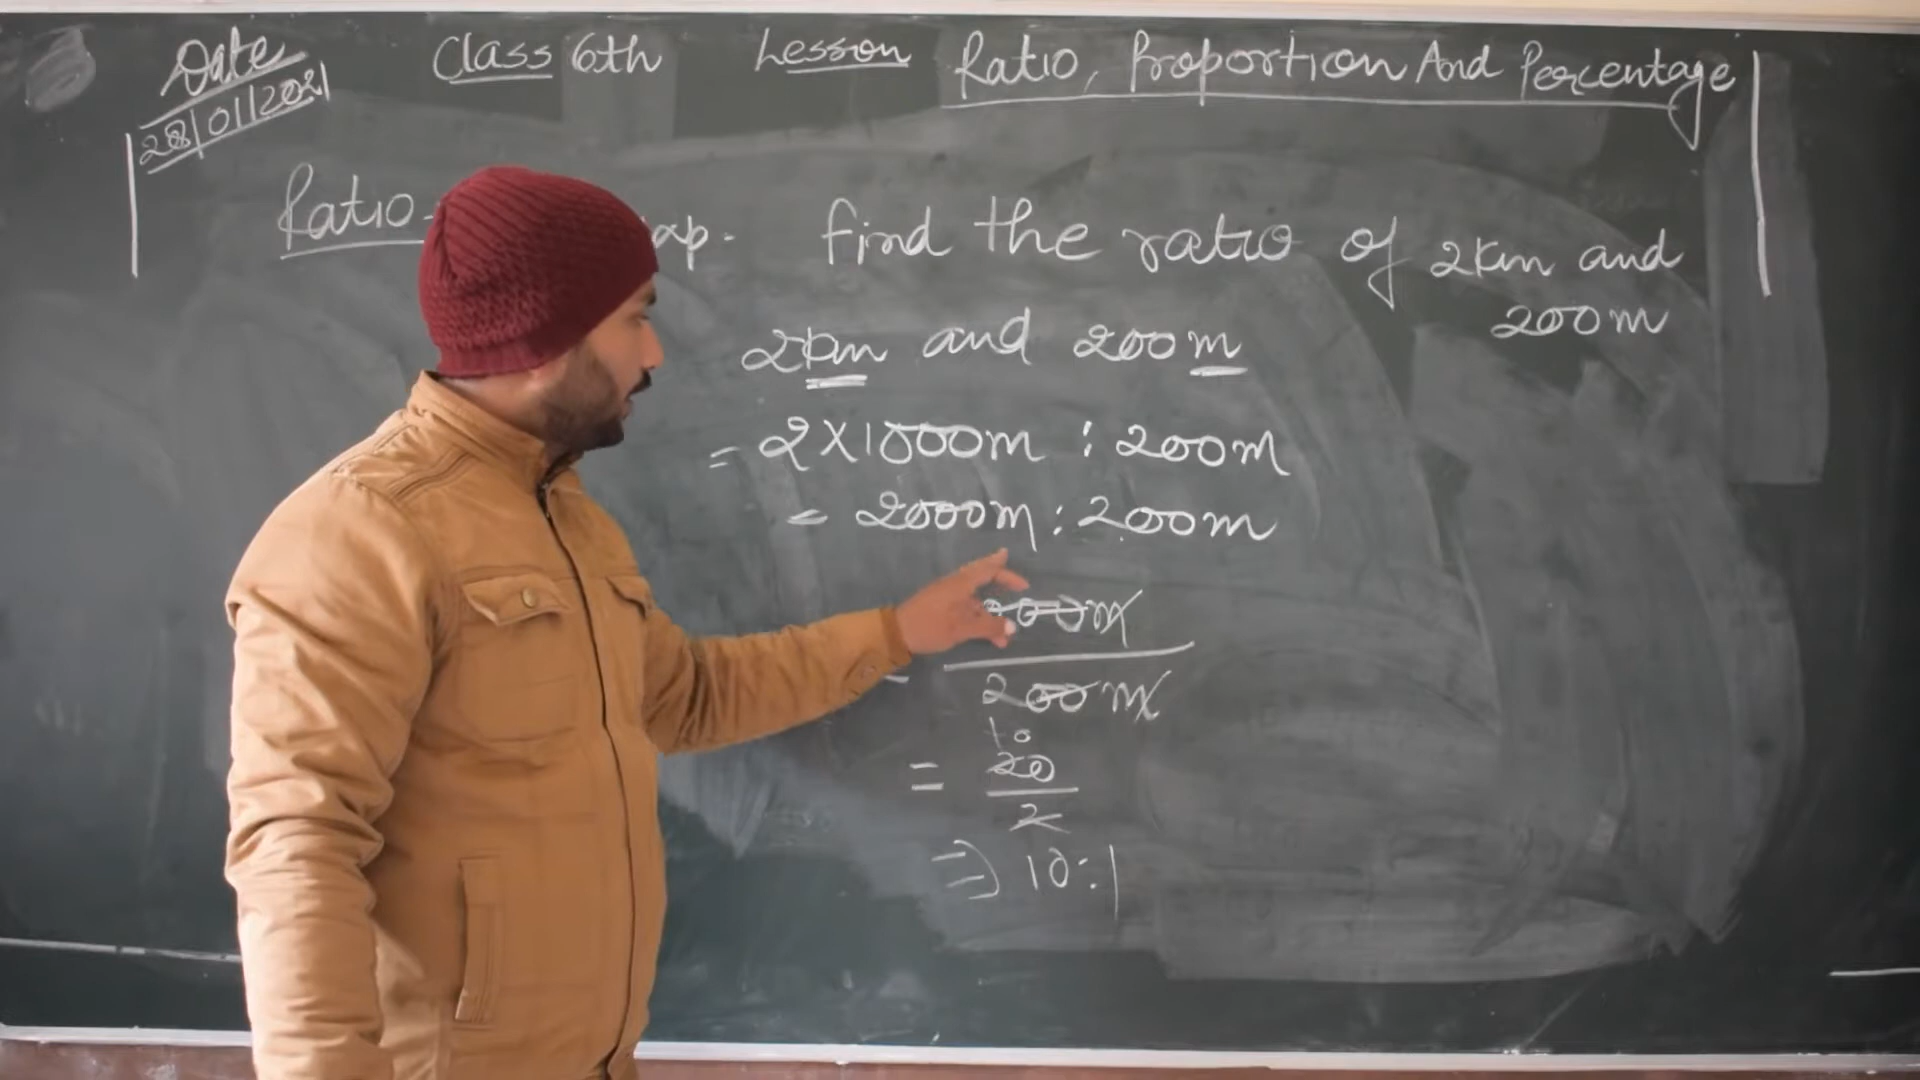 Date Class 6th Lesson Ratio, Proportion And Percentage
28/01/2021
Ratio- find the ratio of 2km and
200m
2km and 200m
= 2×1000m : 200m
= 2000m : 200m
= 200m
10
= 20
2
⇒ 10:1